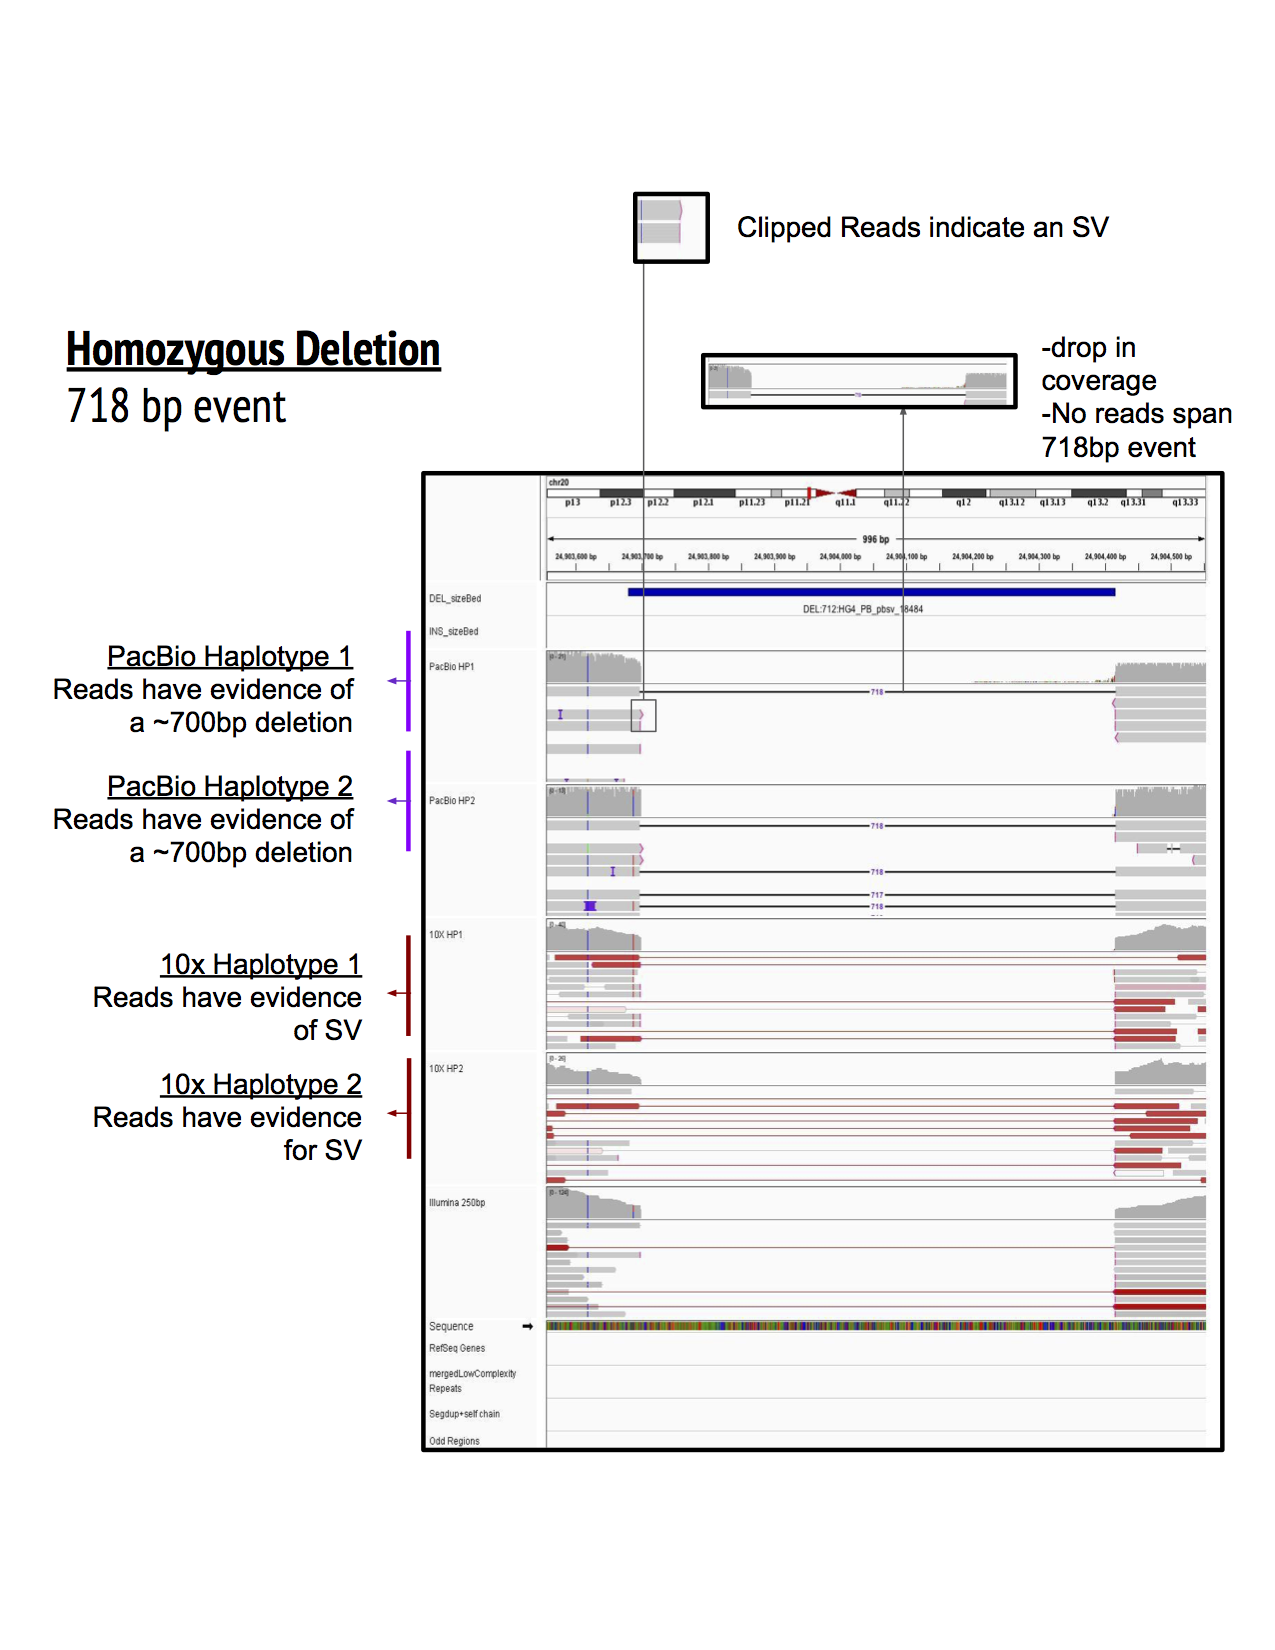 Clipped Reads indicate an SV
Homozygous Deletion
718 bp event
-drop in
coverage
-No reads span
718bp event
chr20
p13 p12.3 p12.2 p12.1 p11.23 p11.21 q11.1 q11.22 q12 q13.12 q13.13 q13.2 q13.31 q13.33
996 bp
24,903,600 bp 24,903,700 bp 24,903,800 bp 24,903,900 bp 24,904,000 bp 24,904,100 bp 24,904,200 bp 24,904,300 bp 24,904,400 bp 24,904,500 bp
DEL_sizeBed
DEL:712:HG4_PB_pbsv_18484
INS_sizeBed
PacBio Haplotype 1
Reads have evidence of
a ~700bp deletion
PacBio HP1
718
PacBio Haplotype 2
Reads have evidence of
a ~700bp deletion
PacBio HP2
718
718
717
718
10x Haplotype 1
Reads have evidence
of SV
10X HP1
10x Haplotype 2
Reads have evidence
for SV
10X HP2
Illumina 250bp
Sequence
RefSeq Genes
mergedLowComplexity
Repeats
Segdup+self chain
Odd Regions